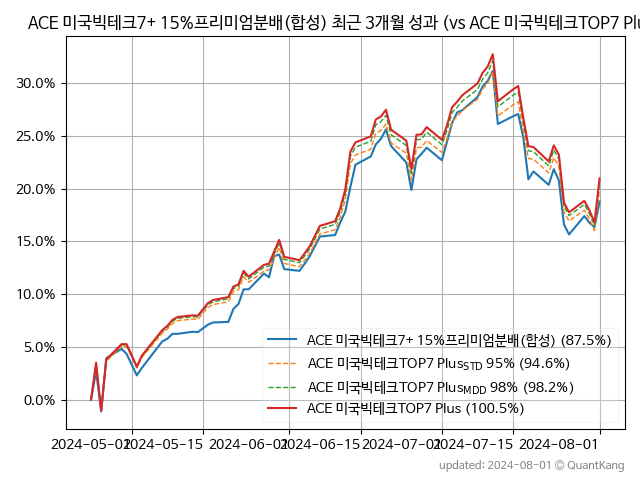 ACE 미국빅테크7+ 15%프리미엄분배(합성) 최근 3개월 성과 (vs ACE 미국빅테크TOP7 Plu
30.0%
25.0%
20.0%
15.0%
10.0%
5.0%
0.0%
ACE 미국빅테크7+ 15%프리미엄분배(합성) (87.5%)
ACE 미국빅테크TOP7 PlusSTD 95% (94.6%)
ACE 미국빅테크TOP7 PlusMDD 98% (98.2%)
ACE 미국빅테크TOP7 Plus (100.5%)
2024-05-01 2024-05-15 2024-06-01 2024-06-15 2024-07-01 2024-07-15 2024-08-01
updated: 2024-08-01 © QuantKang